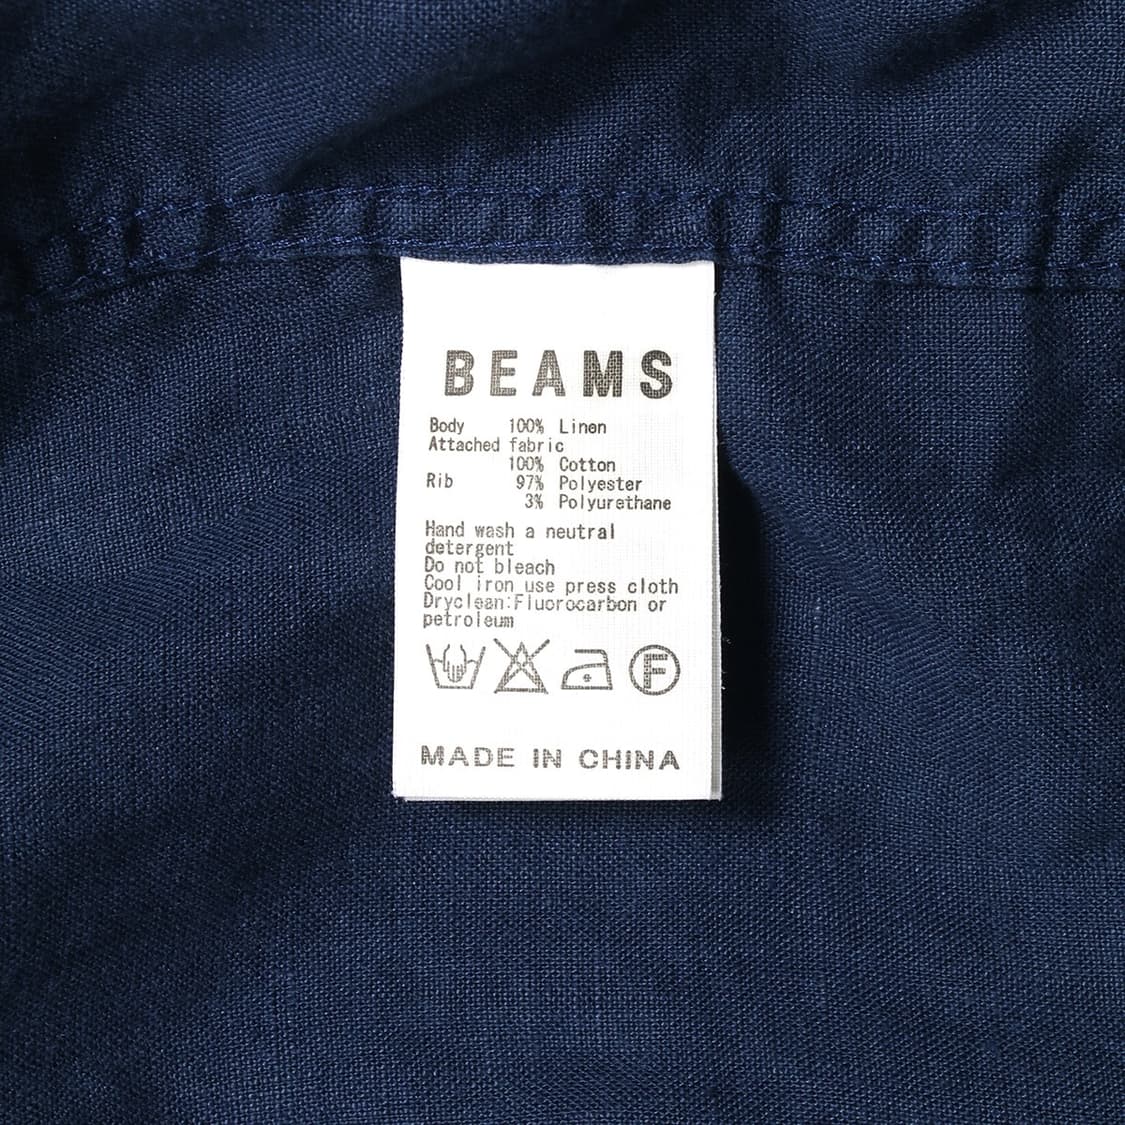 BEAMS
Body 100% Linen
Attached fabric
100% Cotton
Rib 97% Polyester
3% Polyurethane
Hand wash a neutral
detergent
Do not bleach
Cool iron use press cloth
Dryclean:Fluorocarbon or
petroleum
F
MADE IN CHINA